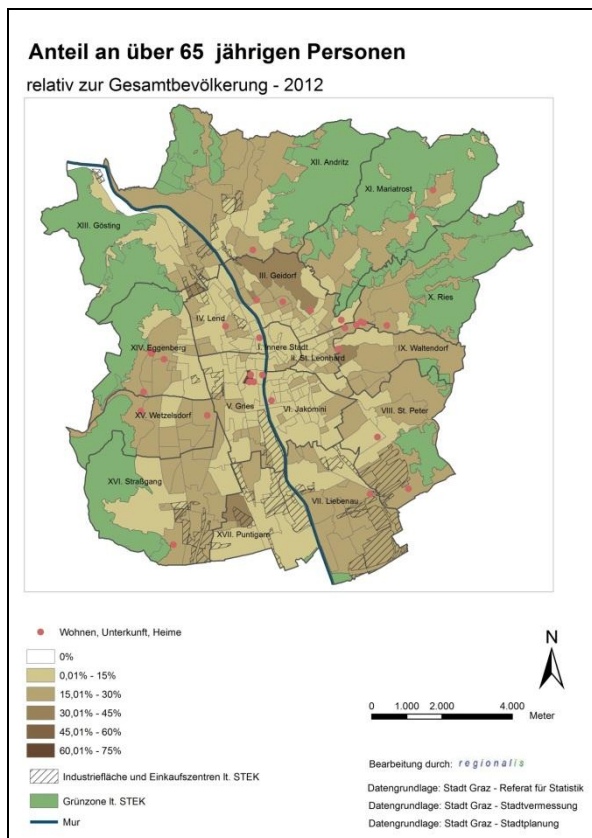 Anteil an über 65 jährigen Personen
relativ zur Gesamtbevölkerung - 2012
XII. Andritz
XI. Mariatrost
XIII. Gösting
III. Geidorf
X. Ries
IV. Lend
I. Innere Stadt
XIV. Eggenberg
II. St. Leonhard
IX. Waltendorf
V. Gries
VI. Jakomini
VIII. St. Peter
XV. Wetzelsdorf
XVI. Straßgang
VII. Liebenau
XVII. Puntigam
Wohnen, Unterkunft, Heime
0%
0,01% - 15%
15,01% - 30%
30,01% - 45%
45,01% - 60%
60,01% - 75%
Industriefläche und Einkaufszentren lt. STEK
Grünzone lt. STEK
Mur
N
0 1.000 2.000 4.000
Meter
Bearbeitung durch: regionalis
Datengrundlage: Stadt Graz - Referat für Statistik
Datengrundlage: Stadt Graz - Stadtvermessung
Datengrundlage: Stadt Graz - Stadtplanung